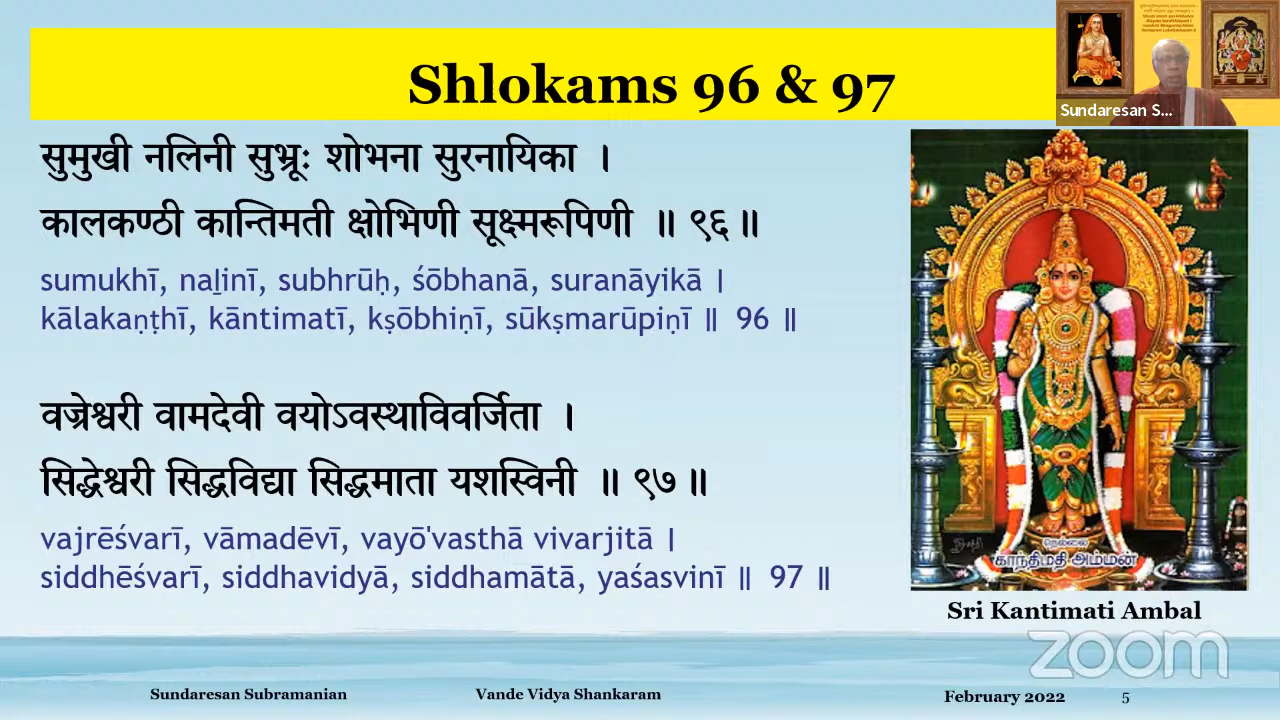 Shlokams 96 & 97
Sundaresan S...
सुमुखी नलिनी सुभ्रूः शोभना सुरनायिका ।
कालकण्ठी कान्तिमती क्षोभिणी सूक्ष्मरूपिणी ॥ ९६ ॥
sumukhī, naḻinī, subhrūḥ, śōbhanā, suranāyikā |
kālakaṇṭhī, kāntimatī, kṣōbhiṇī, sūkṣmarūpiṇī ॥ 96 ॥
वज्रेश्वरी वामदेवी वयोऽवस्थाविवर्जिता ।
सिद्धेश्वरी सिद्धविद्या सिद्धमाता यशस्विनी ॥ ९७ ॥
vajrēśvarī, vāmadēvī, vayō'vasthā vivarjitā |
siddhēśvarī, siddhavidyā, siddhamātā, yaśasvinī ॥ 97 ॥
நெல்லை
காந்திமதி அம்மன்
Sri Kantimati Ambal
zoom
Sundaresan Subramanian
Vande Vidya Shankaram
February 2022
5